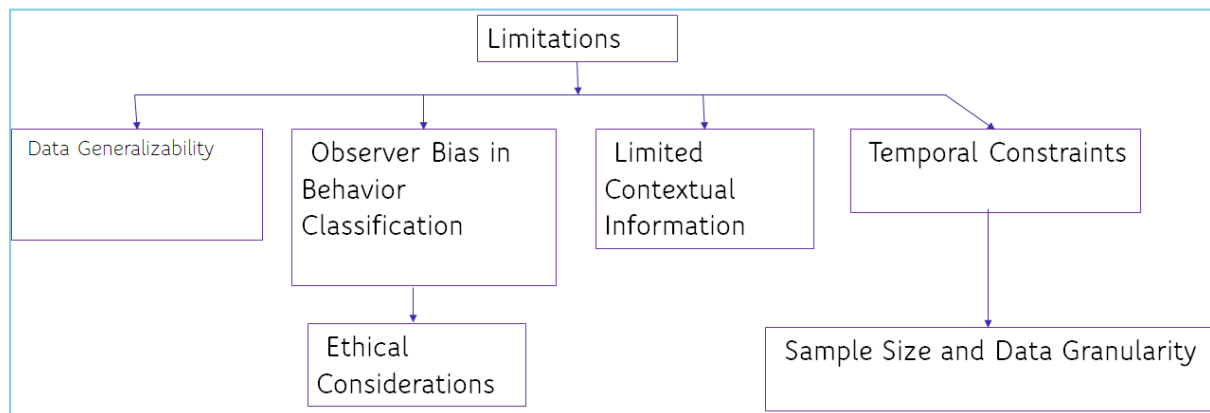 Limitations
Data Generalizability
Observer Bias in
Behavior
Classification
Limited
Contextual
Information
Temporal Constraints
Ethical
Considerations
Sample Size and Data Granularity